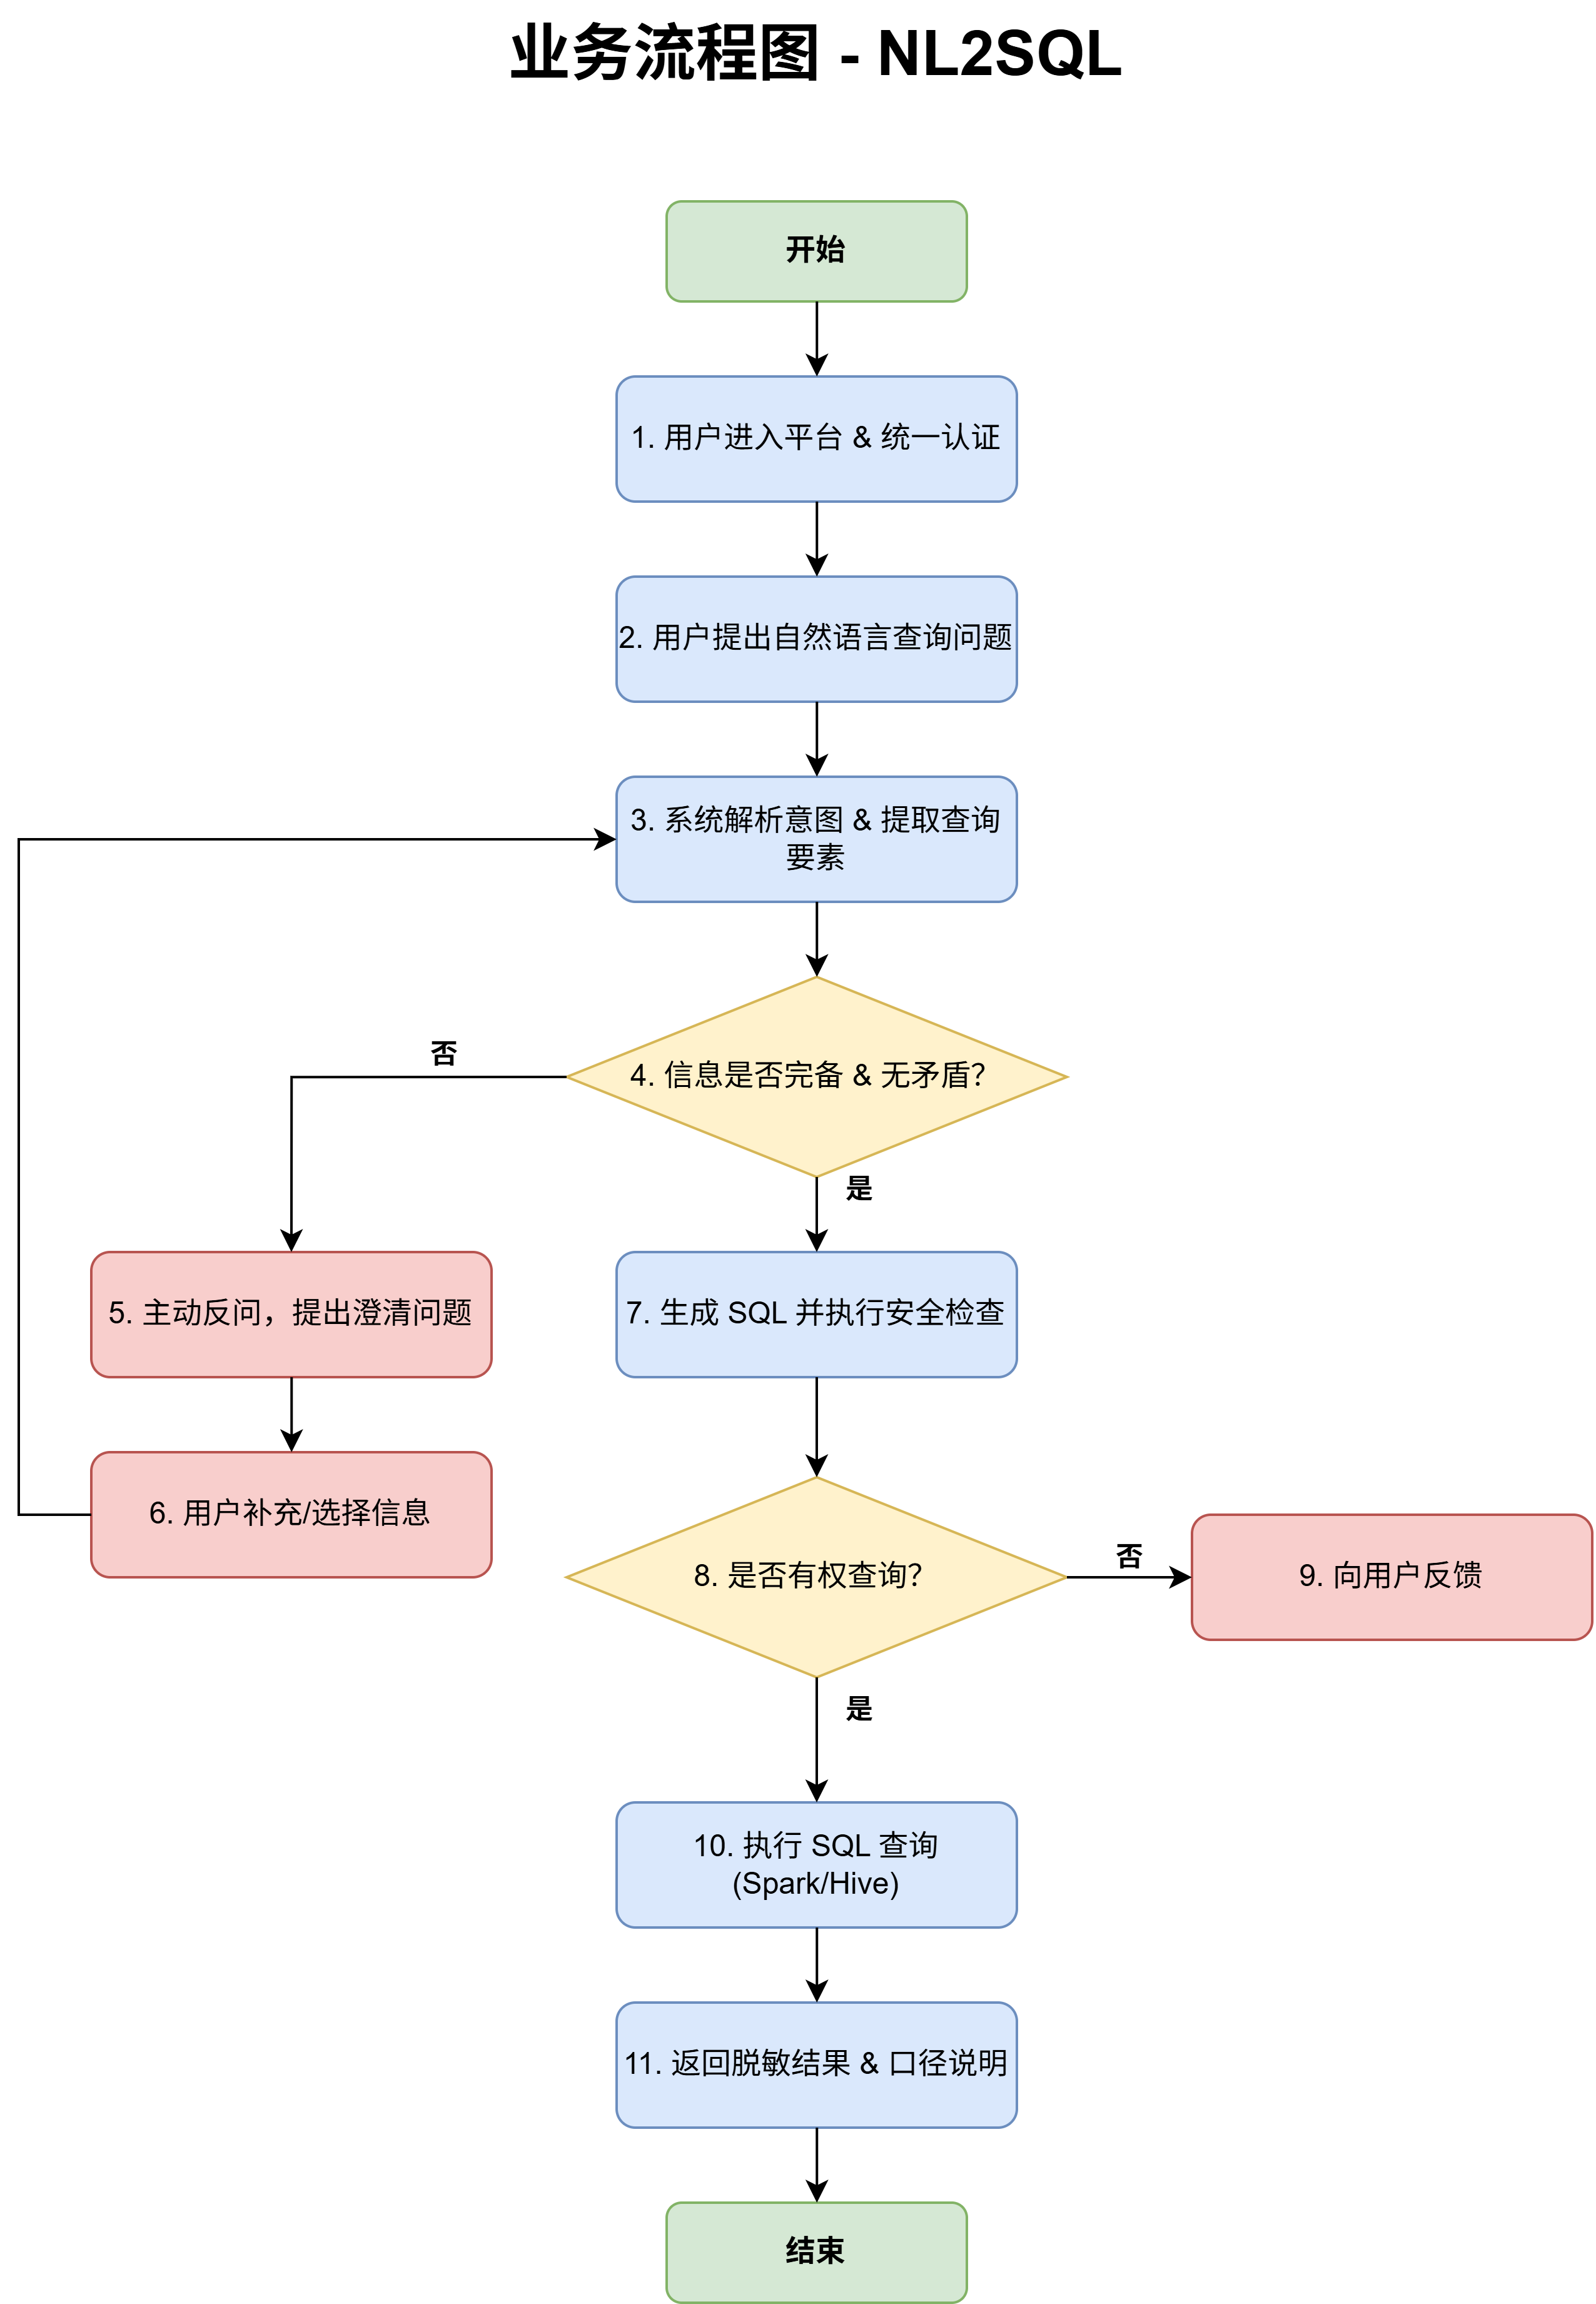 业务流程图 - NL2SQL
开始
1. 用户进入平台 & 统一认证
2. 用户提出自然语言查询问题
3. 系统解析意图 & 提取查询
要素
4. 信息是否完备 & 无矛盾？
否
是
5. 主动反问，提出澄清问题
7. 生成 SQL 并执行安全检查
6. 用户补充/选择信息
8. 是否有权查询？
否
9. 向用户反馈
是
10. 执行 SQL 查询
(Spark/Hive)
11. 返回脱敏结果 & 口径说明
结束